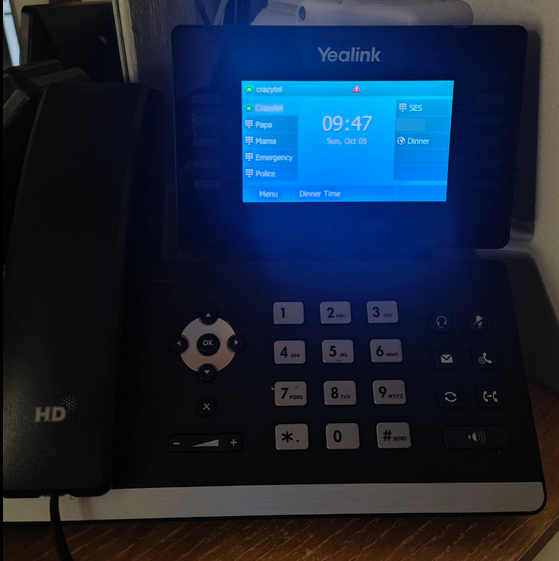 Yealink
crazytel
Crazytel
SES
Papa
09:47
Mama
Sun, Oct 05
Dinner
Emergency
Police
Menu
Dinner Time
1
2 ABC
3 DEF
OK
4 GHI
5 JKL
6 MNO
7 PQRS
8 TUV
9 WXYZ
HD
*.
0
# SEND